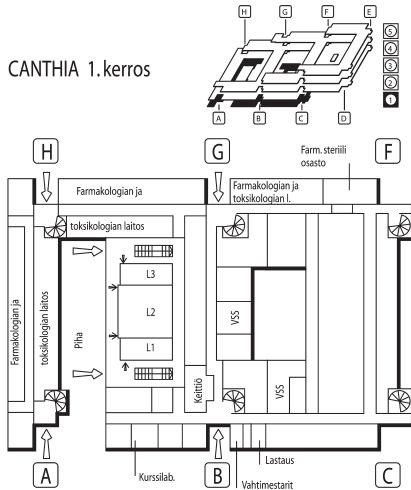 H
G
F
E
5
4
3
2
1
A
B
C
D
CANTHIA 1. kerros
Farm. steriili
osasto
H
G
F
Farmakologian ja
Farmakologian ja
toksikologian l.
toksikologian laitos
Farmakologian ja
toksikologian laitos
Piha
L3
L2
L1
VSS
VSS
Keittiö
A
B
C
Kurssilab.
Lastaus
Vahtimestarit